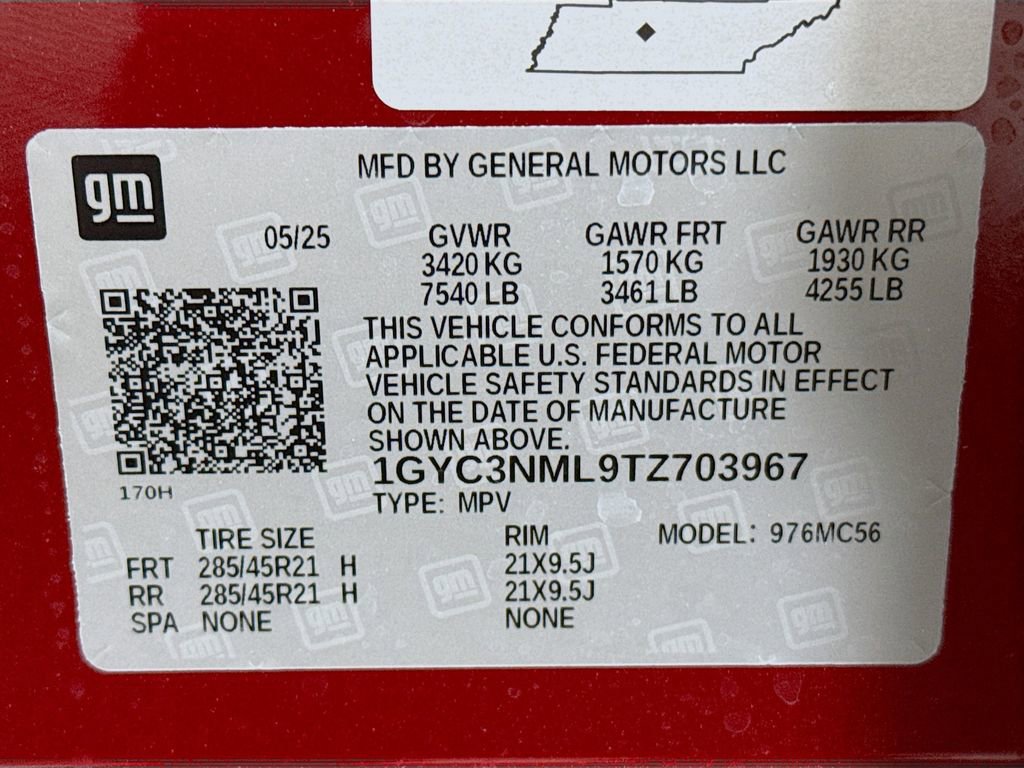 gm
MFD BY GENERAL MOTORS LLC
05/25 GVWR GAWR FRT GAWR RR
3420 KG 1570 KG 1930 KG
7540 LB 3461 LB 4255 LB
THIS VEHICLE CONFORMS TO ALL
APPLICABLE U.S. FEDERAL MOTOR
VEHICLE SAFETY STANDARDS IN EFFECT
ON THE DATE OF MANUFACTURE
SHOWN ABOVE.
1GYC3NML9TZ703967
170H
TYPE: MPV
TIRE SIZE RIM MODEL: 976MC56
FRT 285/45R21 H 21X9.5J
RR 285/45R21 H 21X9.5J
SPA NONE NONE